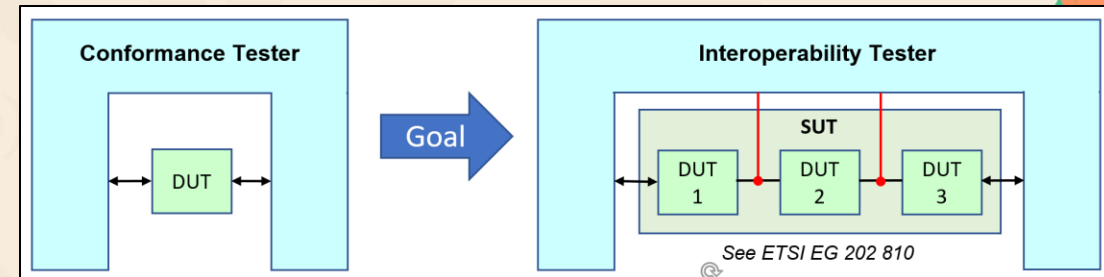 Conformance Tester
DUT
Goal
Interoperability Tester
SUT
DUT
1
DUT
2
DUT
3
See ETSI EG 202 810